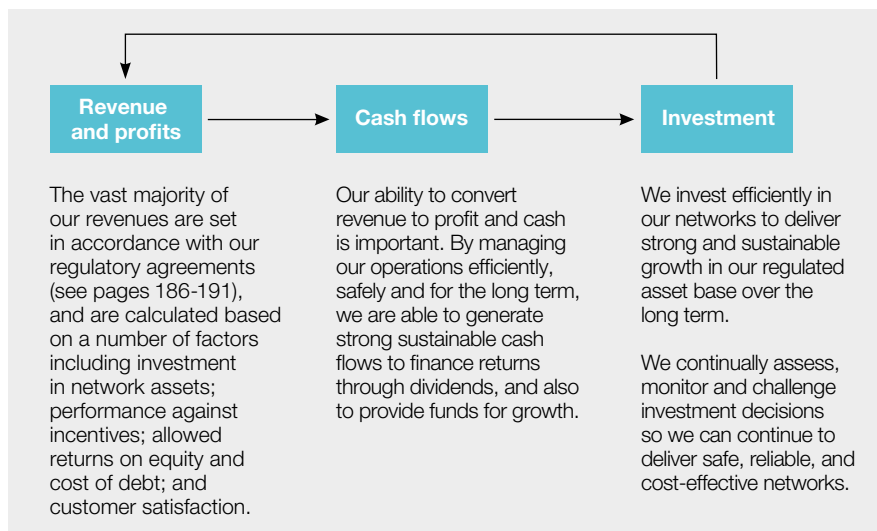 Revenue
and profits
Cash flows
Investment
The vast majority of
our revenues are set
in accordance with our
regulatory agreements
(see pages 186-191),
and are calculated based
on a number of factors
including investment
in network assets;
performance against
incentives; allowed
returns on equity and
cost of debt; and
customer satisfaction.
Our ability to convert
revenue to profit and cash
is important. By managing
our operations efficiently,
safely and for the long term,
we are able to generate
strong sustainable cash
flows to finance returns
through dividends, and also
to provide funds for growth.
We invest efficiently in
our networks to deliver
strong and sustainable
growth in our regulated
asset base over the
long term.
We continually assess,
monitor and challenge
investment decisions
so we can continue to
deliver safe, reliable, and
cost-effective networks.